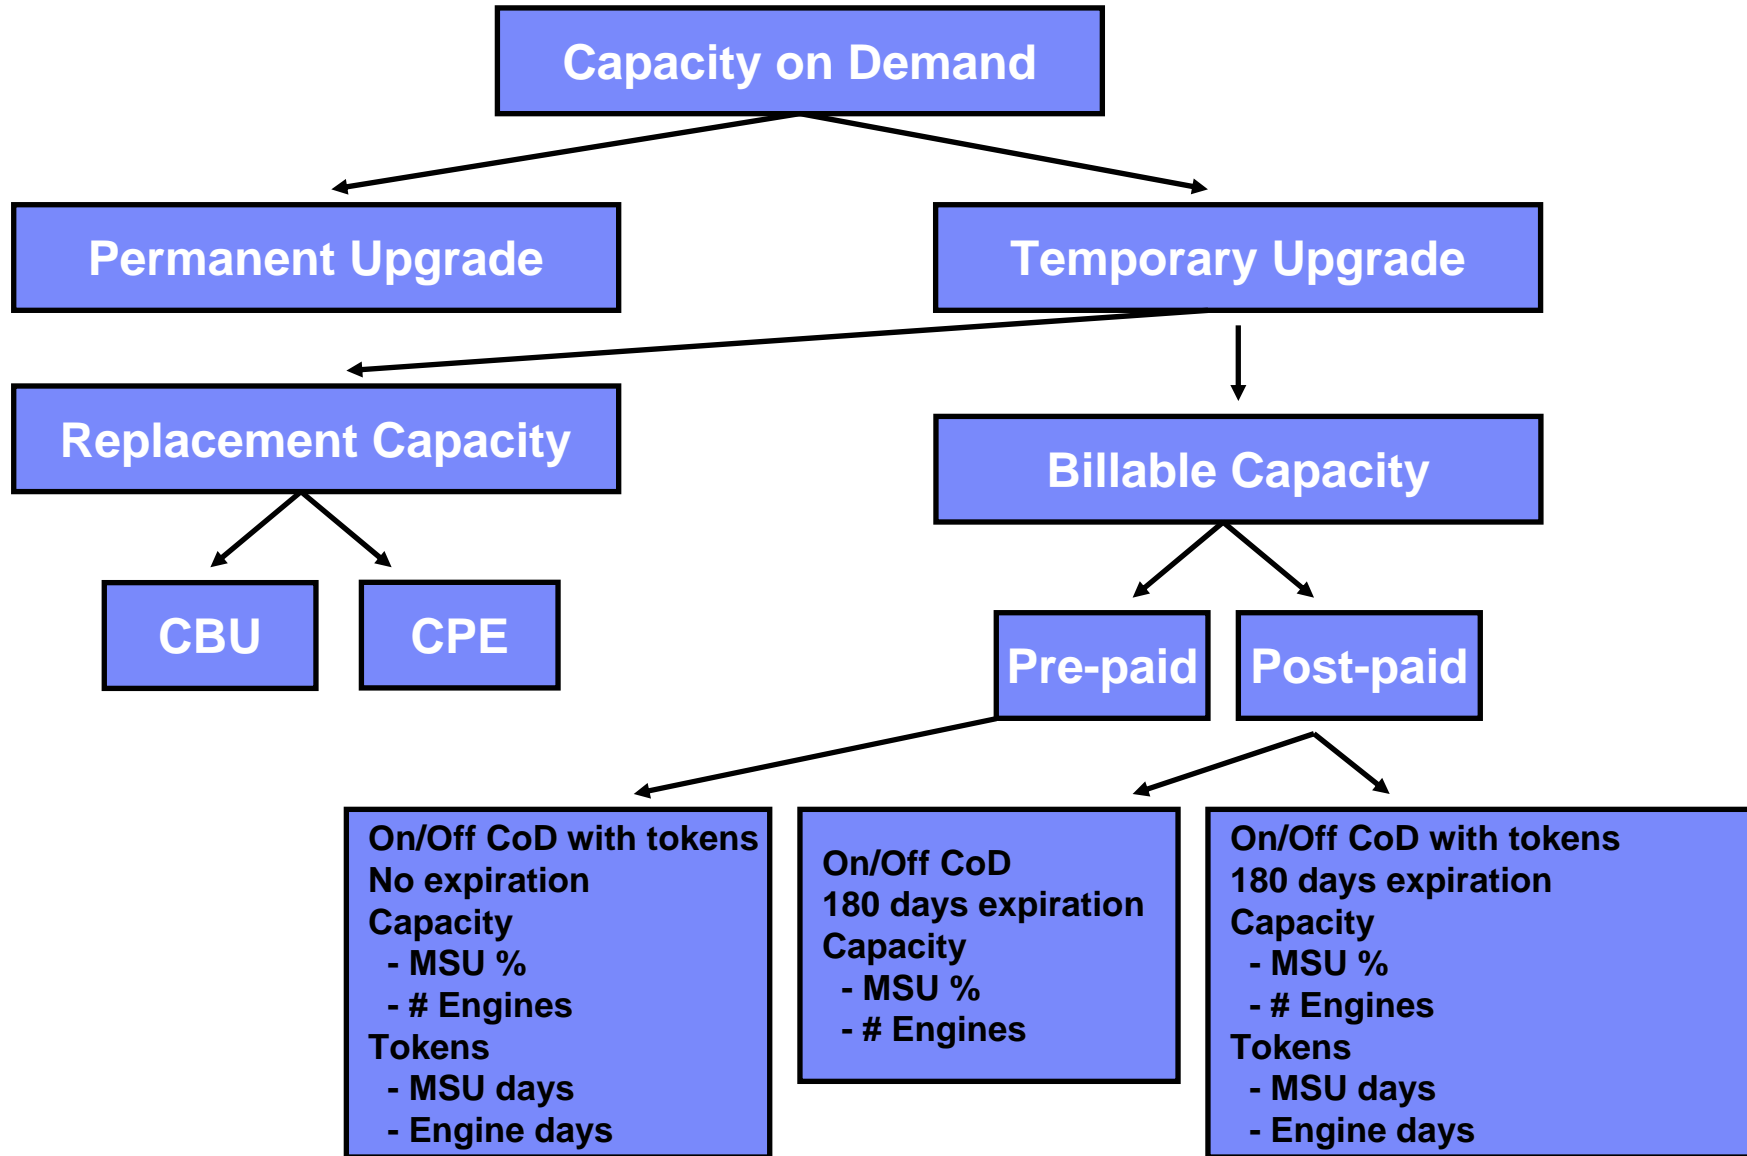 Capacity on Demand
Permanent Upgrade
Temporary Upgrade
Replacement Capacity
Billable Capacity
CBU
CPE
Pre-paid
Post-paid
On/Off CoD with tokens
No expiration
Capacity
- MSU %
- # Engines
Tokens
- MSU days
- Engine days
On/Off CoD
180 days expiration
Capacity
- MSU %
- # Engines
On/Off CoD with tokens
180 days expiration
Capacity
- MSU %
- # Engines
Tokens
- MSU days
- Engine days